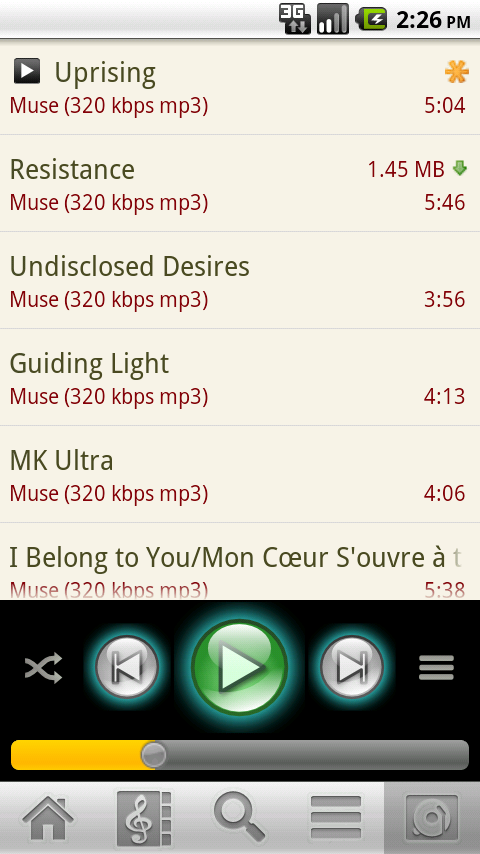 3G 2:26 PM
Uprising
Muse (320 kbps mp3) 5:04
Resistance 1.45 MB
Muse (320 kbps mp3) 5:46
Undisclosed Desires
Muse (320 kbps mp3) 3:56
Guiding Light
Muse (320 kbps mp3) 4:13
MK Ultra
Muse (320 kbps mp3) 4:06
I Belong to You/Mon Cœur S'ouvre à t
Muse (320 kbps mp3) 5:38